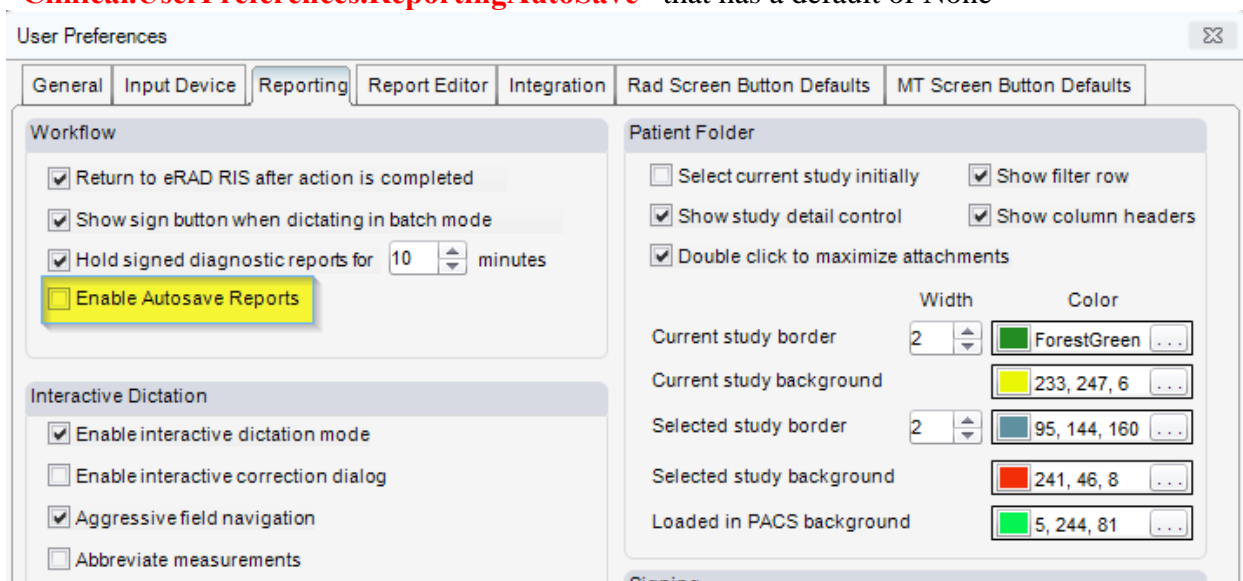 Clinical.UserPreferences.ReportingAutoSave" that has a default of None
User Preferences
General Input Device Reporting Report Editor Integration Rad Screen Button Defaults MT Screen Button Defaults
Workflow
Return to eRAD RIS after action is completed
Show sign button when dictating in batch mode
Hold signed diagnostic reports for 10 minutes
Enable Autosave Reports
Interactive Dictation
Enable interactive dictation mode
Enable interactive correction dialog
Aggressive field navigation
Abbreviate measurements
Patient Folder
Select current study initially Show filter row
Show study detail control Show column headers
Double click to maximize attachments
Width Color
Current study border 2 ForestGreen ...
Current study background 233, 247, 6 ...
Selected study border 2 95, 144, 160 ...
Selected study background 241, 46, 8 ...
Loaded in PACS background 5, 244, 81 ...